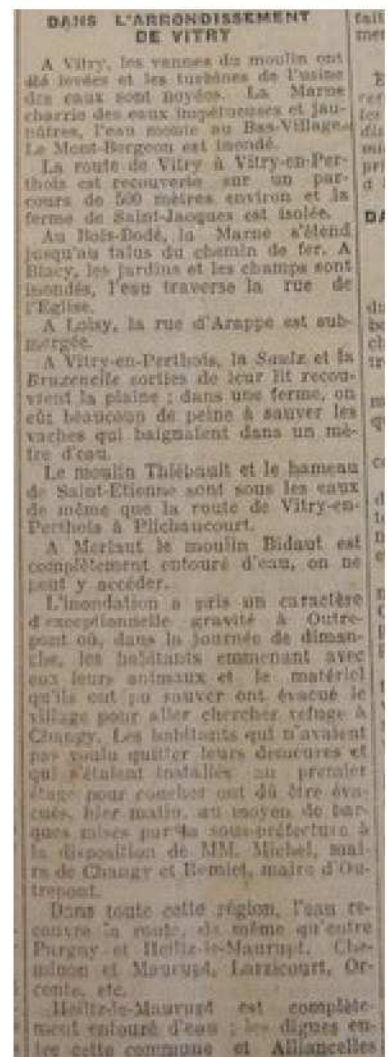 DANS L'ARRONDISSEMENT
DE VITRY
A Vitry, les vannes du moulin ont
été levées et les turbines de l'usine
des eaux sont noyées. La Marne
charrie des eaux impétueuses et jau-
nâtres, l'eau monte au Bas-Village.
Le Mont-Bergeon est inondé.
La route de Vitry à Vitry-en-Per-
thois est recouverte sur un par-
cours de 500 mètres environ et la
ferme de Saint-Jacques est isolée.
Au Bois-Bodé, la Marne s'étend
jusqu'au talus du chemin de fer. A
Blacy, les jardins et les champs sont
inondés, l'eau traverse la rue de
l'Eglise.
A Loisy, la rue d'Arappe est sub-
mergée.
A Vitry-en-Perthois, la Saulx et la
Bruxenelle sorties de leur lit recou-
vrent la plaine ; dans une ferme, on
eût beaucoup de peine à sauver les
vaches qui baignaient dans un mè-
tre d'eau.
Le moulin Thiébault et le hameau
de Saint-Etienne sont sous les eaux
de même que la route de Vitry-en-
Perthois à Plichaucourt.
A Merlaut le moulin Bidaut est
complètement entouré d'eau, on ne
peut y accéder.
L'inondation a pris un caractère
d'exceptionnelle gravité à Outre-
pont où, dans la journée de diman-
che, les habitants emmenant avec
eux leurs animaux et le matériel
qu'ils ont pu sauver ont évacué le
village pour aller chercher refuge à
Changy. Les habitants qui n'avaient
pas voulu quitter leurs demeures et
qui s'étaient installés au premier
étage pour coucher ont dû être éva-
cués, hier matin, au moyen de bar-
ques mises par la sous-préfecture à
la disposition de MM. Michel, mai-
re de Changy et Bemlet, maire d'Ou-
trepont.
Dans toute cette région, l'eau re-
couvre la route, de même qu'entre
Pargny et Heiltz-le-Maurupt, Che-
minon et Maurupt, Larzicourt, Or-
conte, etc.
Heiltz-le-Maurupt est complète-
ment entouré d'eau ; les digues en-
tre cette commune et Alliancelles